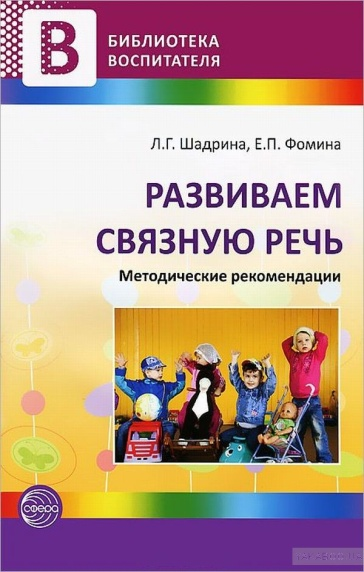 В
БИБЛИОТЕКА
ВОСПИТАТЕЛЯ
Л.Г. Шадрина, Е.П. Фомина
РАЗВИВАЕМ
СВЯЗНУЮ РЕЧЬ
Методические рекомендации
сфера